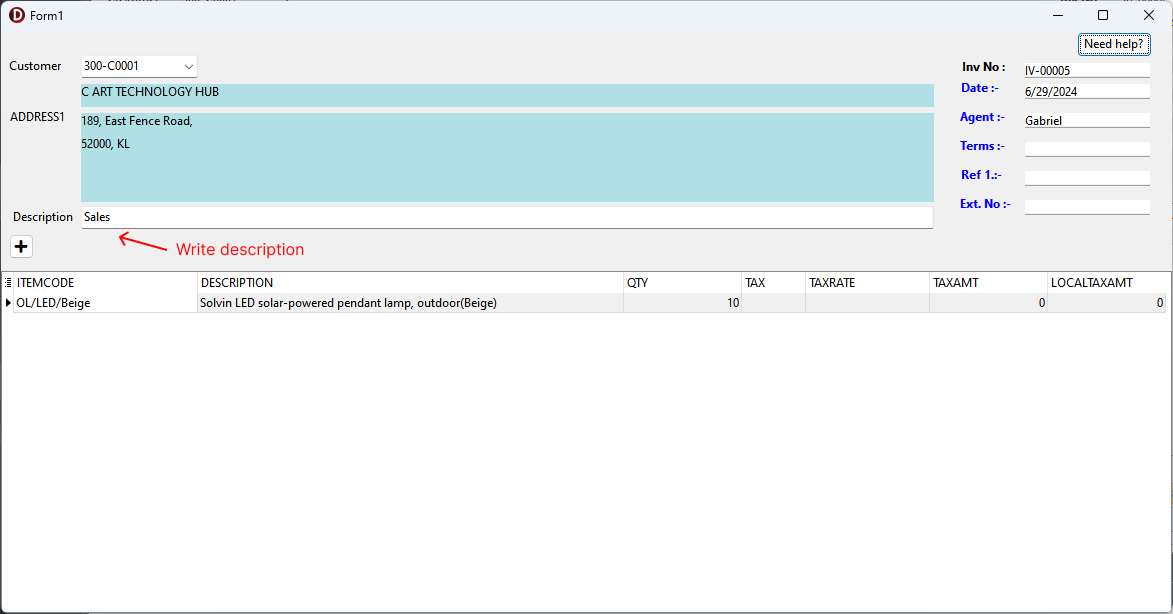 Form1
Need help?
Customer 300-C0001
Inv No : IV-00005
C ART TECHNOLOGY HUB
Date :- 6/29/2024
ADDRESS1 189, East Fence Road,
Agent :- Gabriel
52000, KL
Terms :-
Ref 1.:-
Ext. No :-
Description Sales
Write description
ITEMCODE DESCRIPTION QTY TAX TAXRATE TAXAMT LOCALTAXAMT
OL/LED/Beige Solvin LED solar-powered pendant lamp, outdoor(Beige) 10 0 0